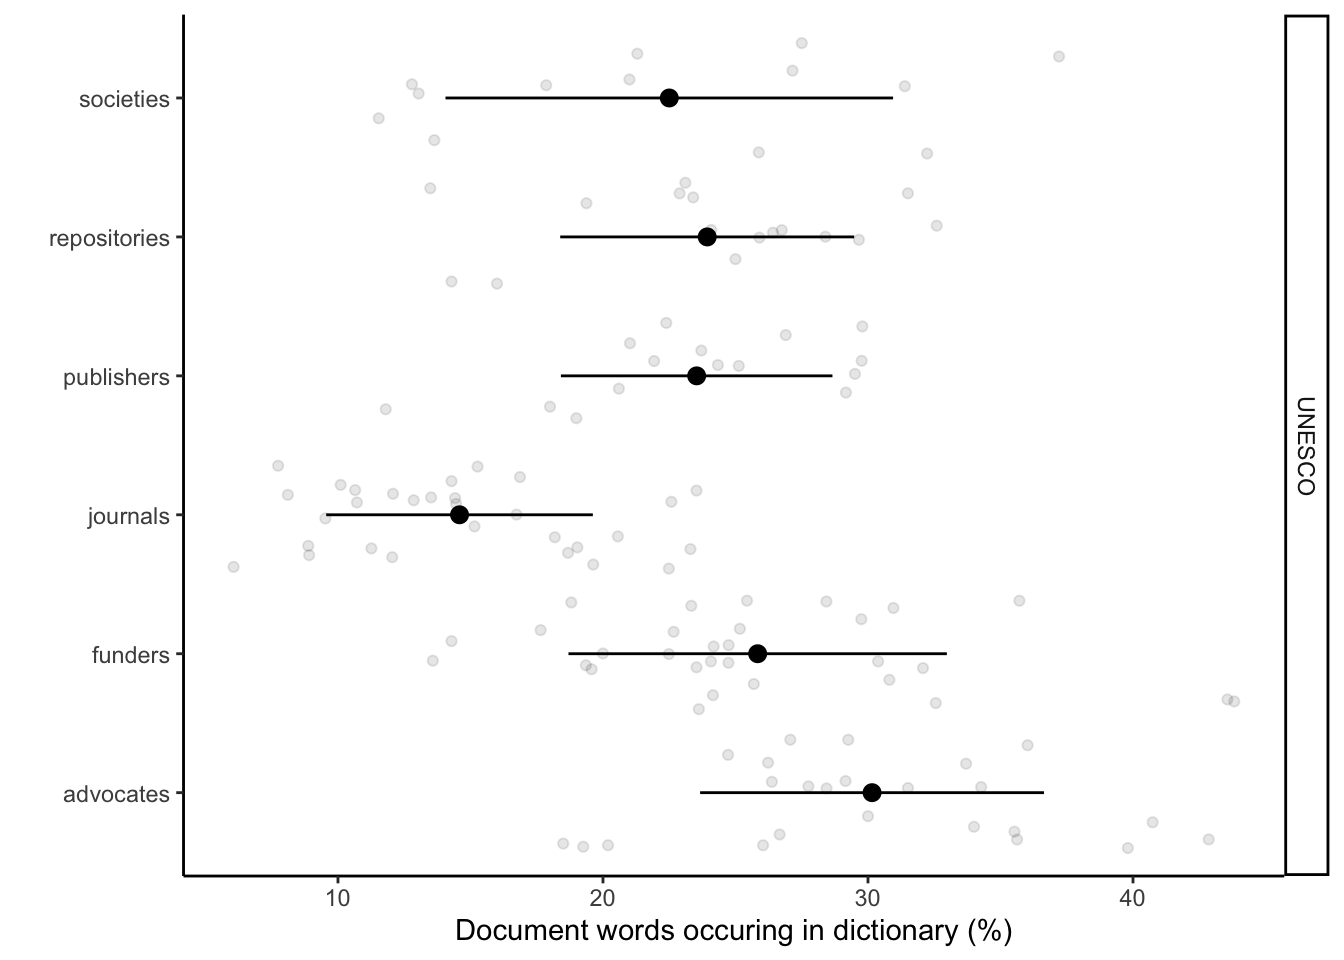 societies
repositories
publishers
journals
funders
advocates
UNESCO
10 20 30 40
Document words occuring in dictionary (%)